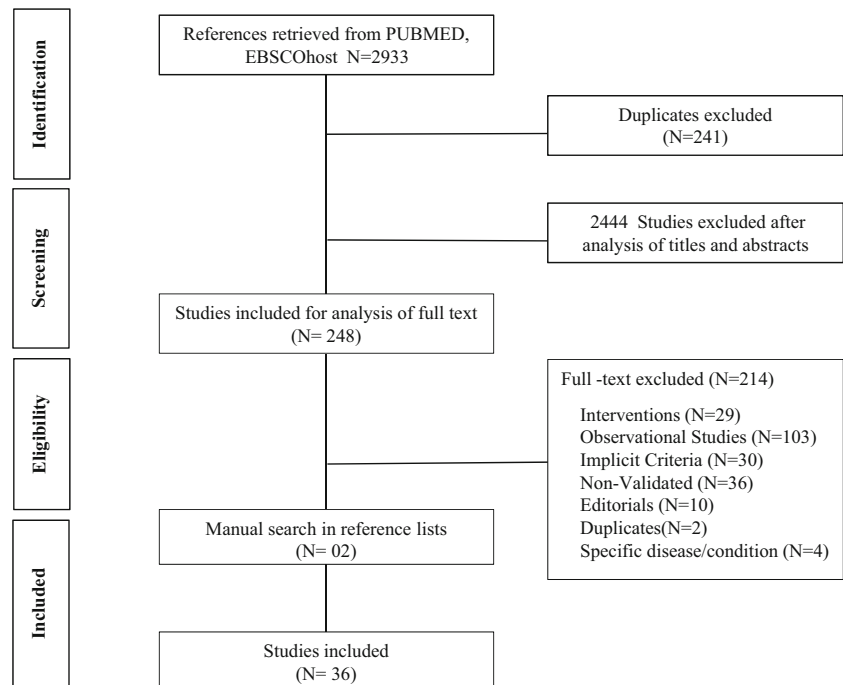 Identification
References retrieved from PUBMED,
EBSCOhost N=2933
Duplicates excluded
(N=241)
Screening
2444 Studies excluded after
analysis of titles and abstracts
Studies included for analysis of full text
(N= 248)
Eligibility
Full -text excluded (N=214)
Interventions (N=29)
Observational Studies (N=103)
Implicit Criteria (N=30)
Non-Validated (N=36)
Editorials (N=10)
Duplicates(N=2)
Specific disease/condition (N=4)
Included
Manual search in reference lists
(N= 02)
Studies included
(N= 36)